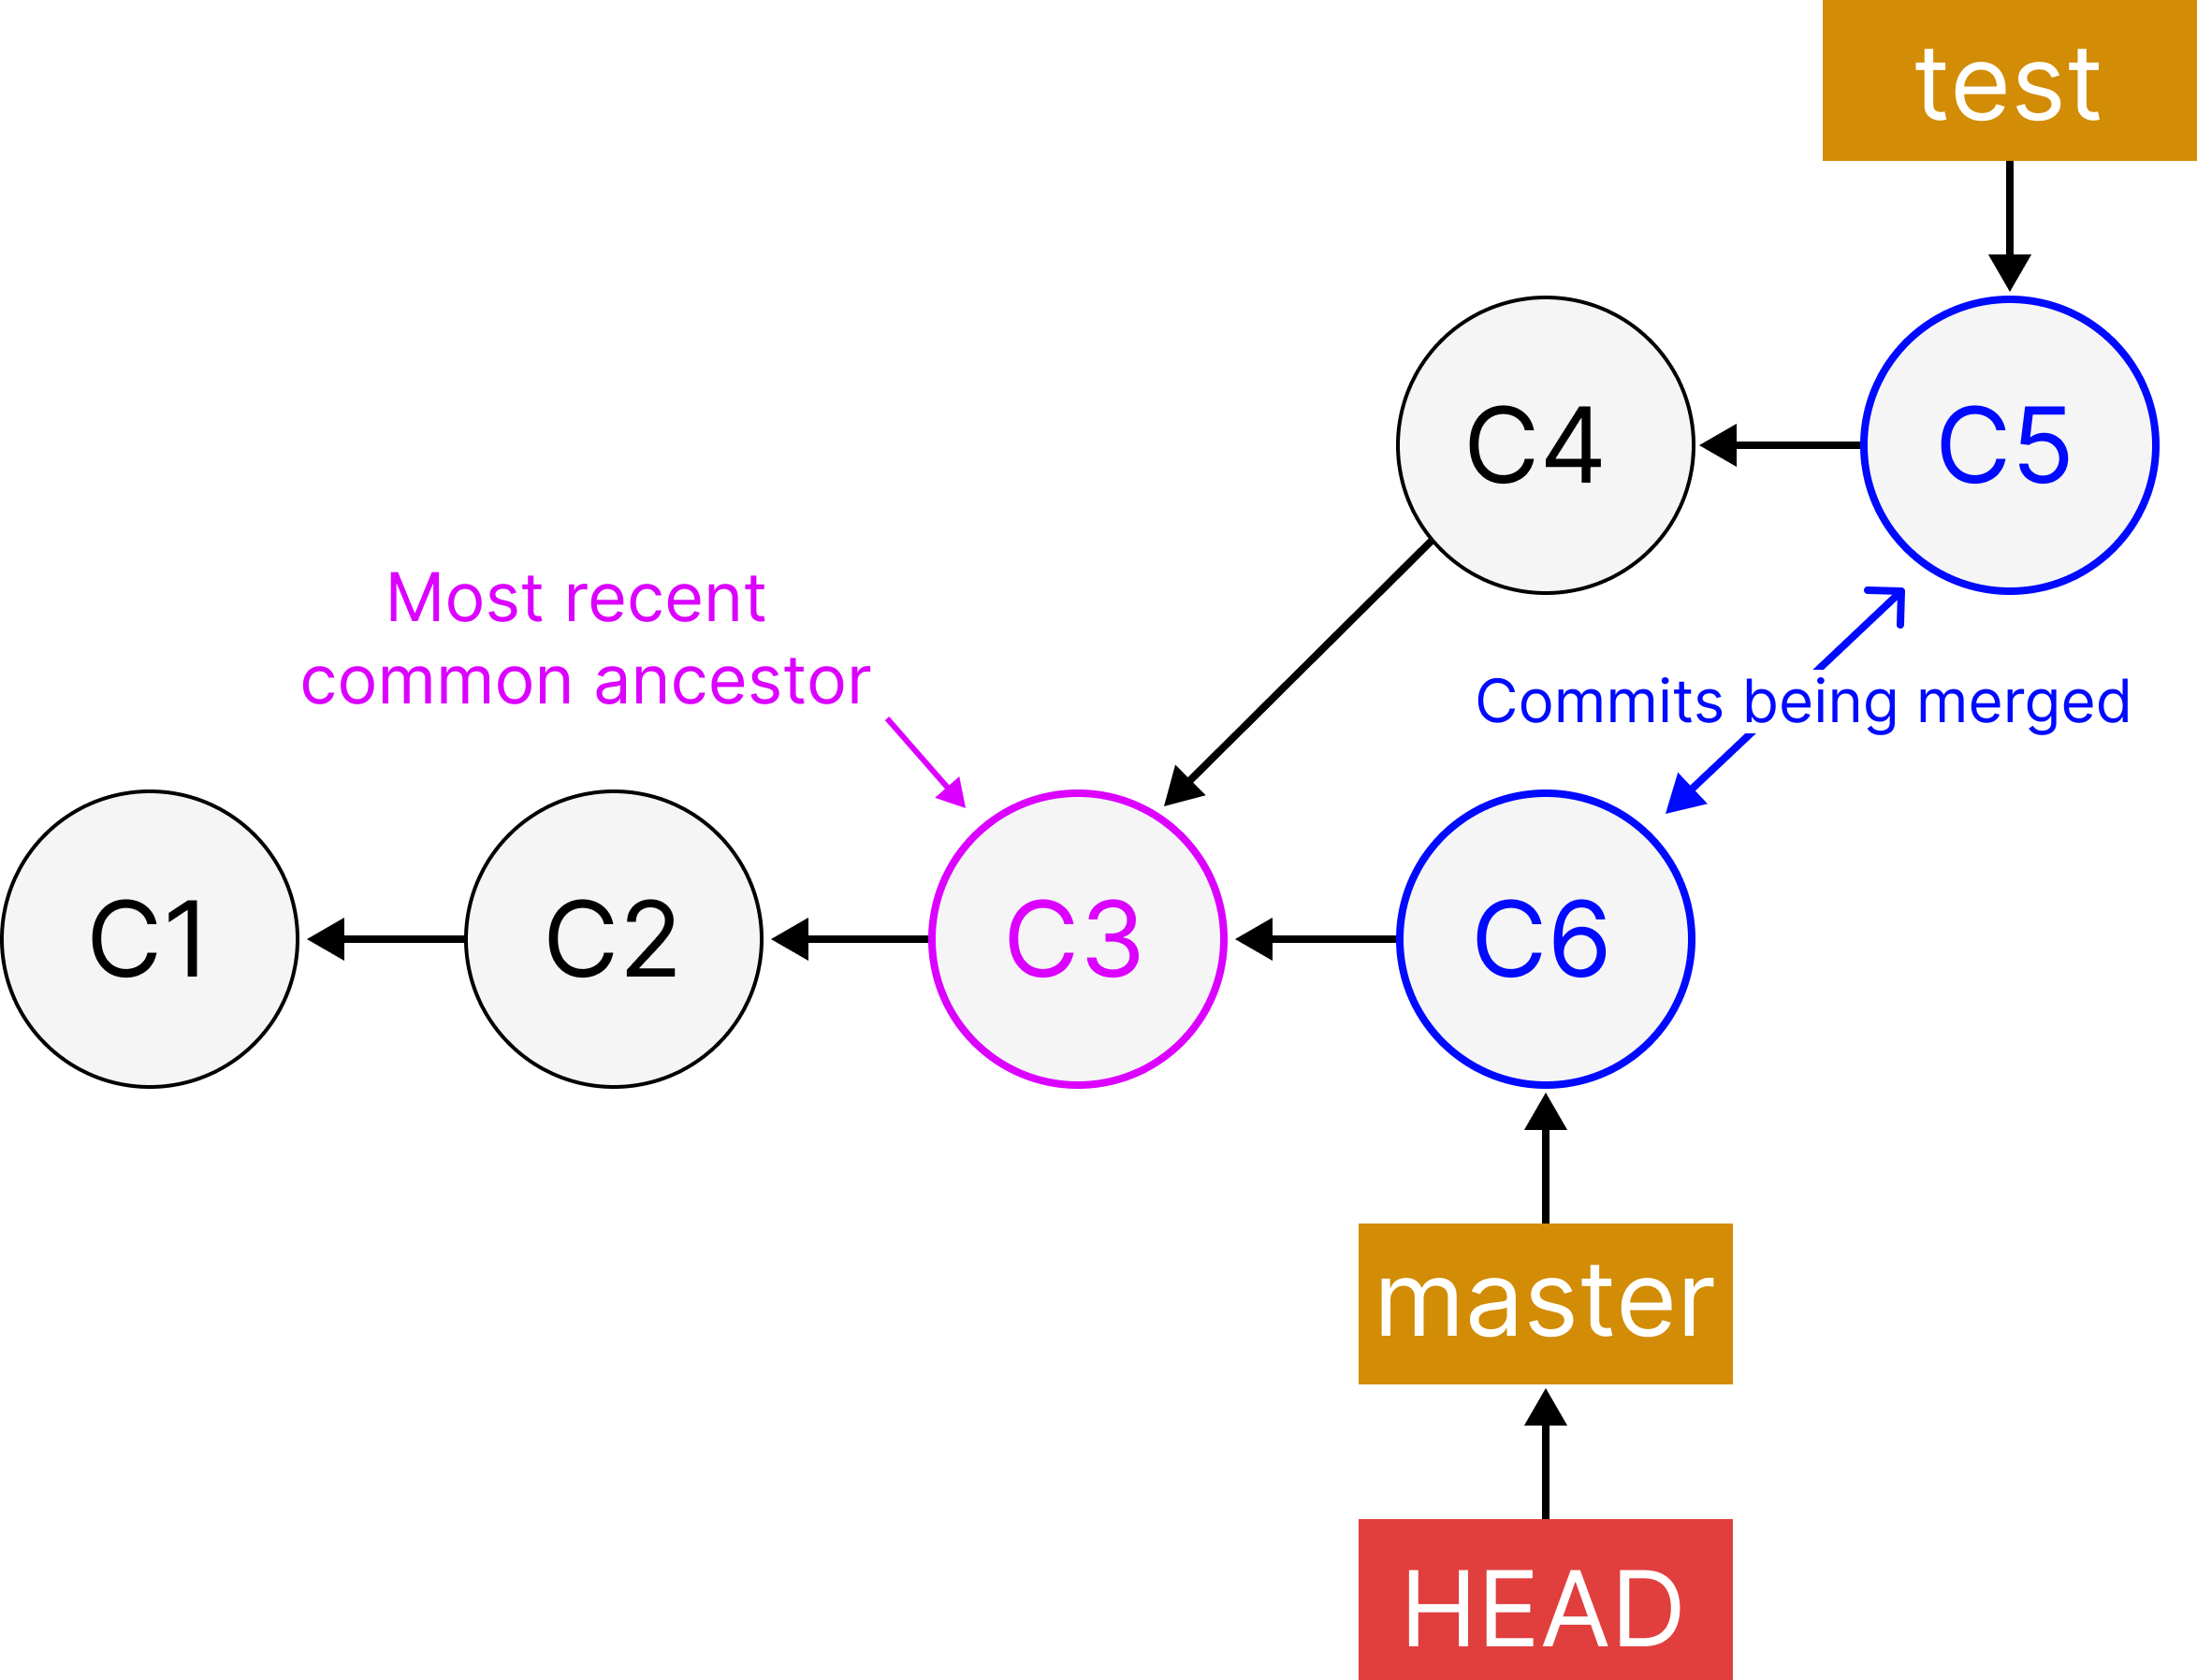 test
C4
C5
Most recent
common ancestor
Commits being merged
C1
C2
C3
C6
master
HEAD